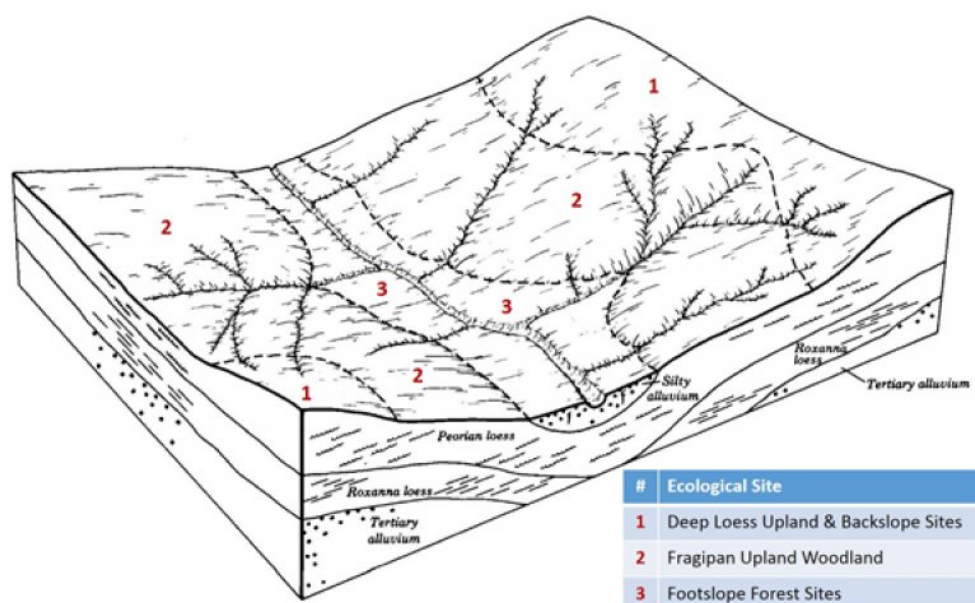 1
2
2
3
3
2
1
Silty
alluvium
Roxanna
loess
Tertiary alluvium
Peorian loess
Roxanna loess
Tertiary
alluvium
# Ecological Site
1 Deep Loess Upland & Backslope Sites
2 Fragipan Upland Woodland
3 Footslope Forest Sites